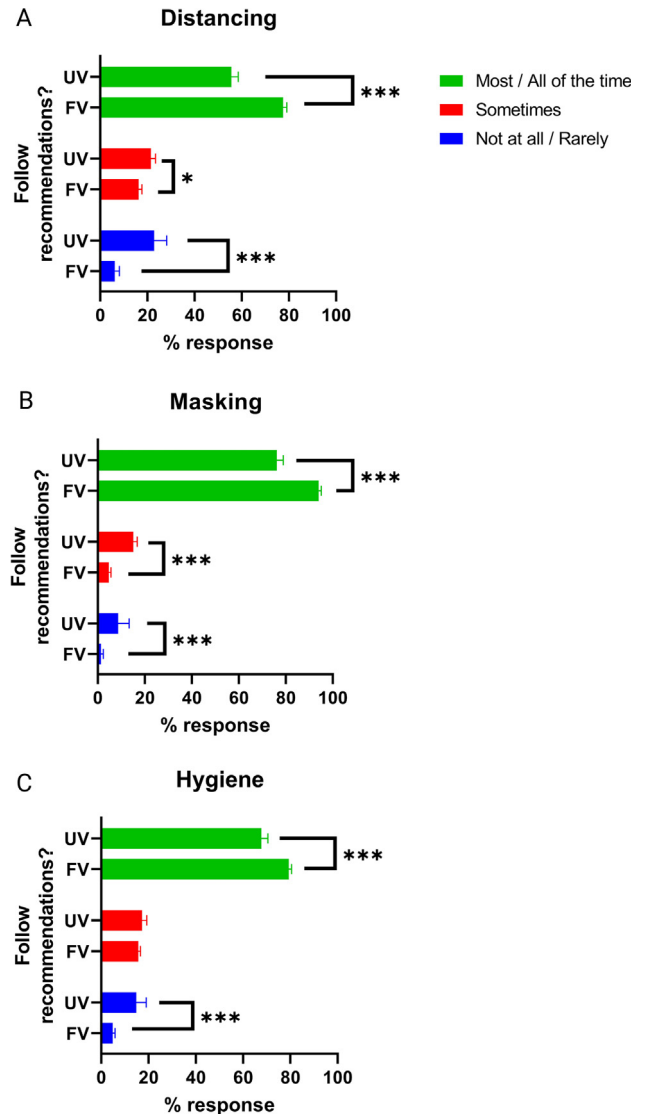 A
Distancing
Follow
recommendations?
UV
FV
***
UV
FV
*
UV
FV
***
0 20 40 60 80 100
% response
Most / All of the time
Sometimes
Not at all / Rarely
B
Masking
Follow
recommendations?
UV
FV
***
UV
FV
***
UV
FV
***
0 20 40 60 80 100
% response
C
Hygiene
Follow
recommendations?
UV
FV
***
UV
FV
UV
FV
***
0 20 40 60 80 100
% response